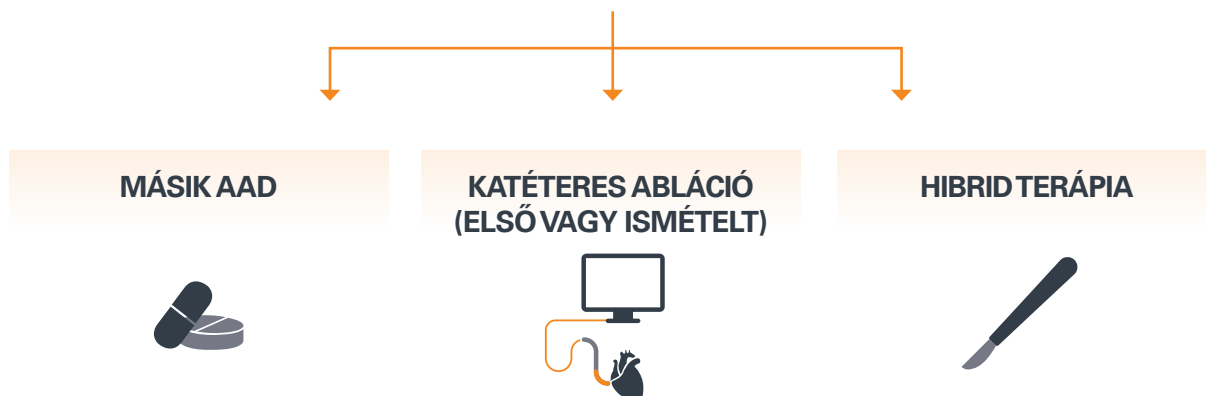 MÁSIK AAD
KATÉTERES ABLÁCIÓ
(ELSŐ VAGY ISMÉTELT)
HIBRID TERÁPIA